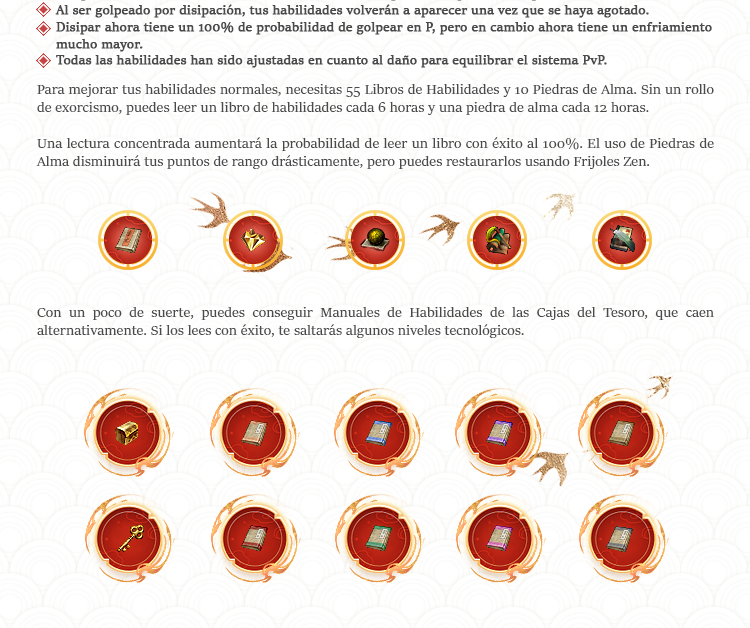 Al ser golpeado por disipación, tus habilidades volverán a aparecer una vez que se haya agotado.
Disipar ahora tiene un 100% de probabilidad de golpear en P, pero en cambio ahora tiene un enfriamiento
mucho mayor.
Todas las habilidades han sido ajustadas en cuanto al daño para equilibrar el sistema PvP.
Para mejorar tus habilidades normales, necesitas 55 Libros de Habilidades y 10 Piedras de Alma. Sin un rollo
de exorcismo, puedes leer un libro de habilidades cada 6 horas y una piedra de alma cada 12 horas.
Una lectura concentrada aumentará la probabilidad de leer un libro con éxito al 100%. El uso de Piedras de
Alma disminuirá tus puntos de rango drásticamente, pero puedes restaurarlos usando Frijoles Zen.
Con un poco de suerte, puedes conseguir Manuales de Habilidades de las Cajas del Tesoro, que caen
alternativamente. Si los lees con éxito, te saltarás algunos niveles tecnológicos.